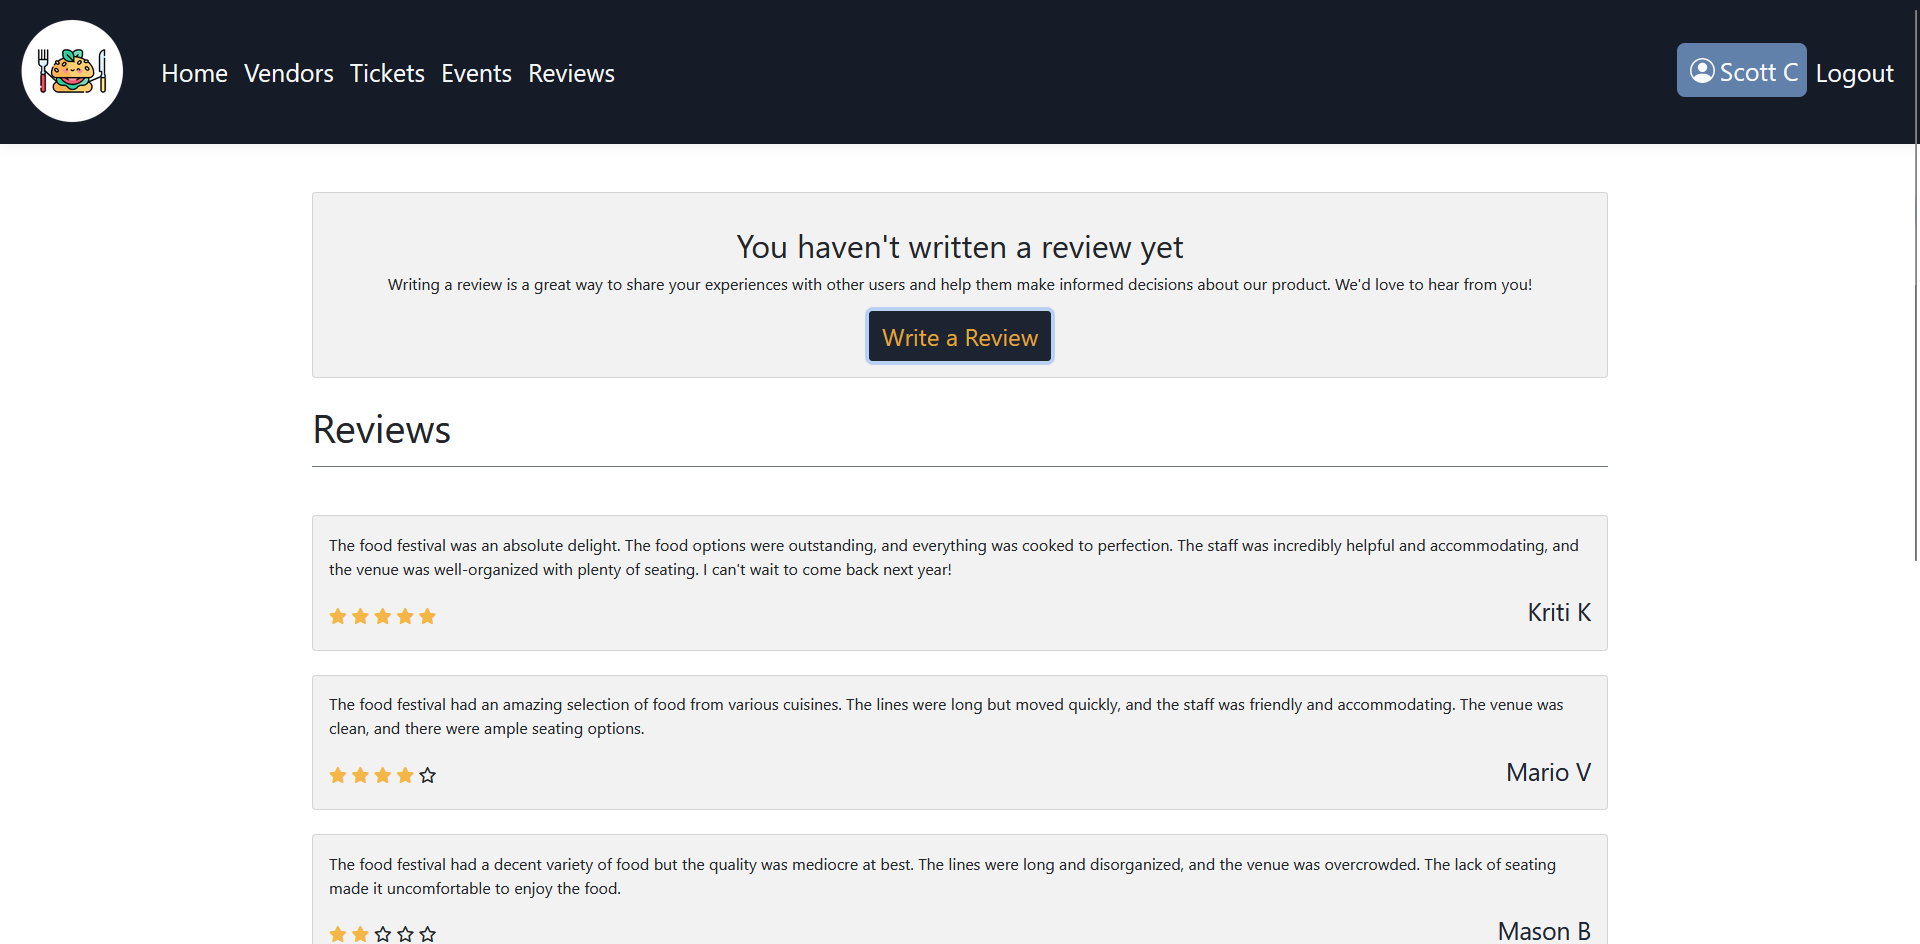 Home Vendors Tickets Events Reviews
Scott C Logout
You haven't written a review yet
Writing a review is a great way to share your experiences with other users and help them make informed decisions about our product. We'd love to hear from you!
Write a Review
Reviews
The food festival was an absolute delight. The food options were outstanding, and everything was cooked to perfection. The staff was incredibly helpful and accommodating, and
the venue was well-organized with plenty of seating. I can't wait to come back next year!
Kriti K
The food festival had an amazing selection of food from various cuisines. The lines were long but moved quickly, and the staff was friendly and accommodating. The venue was
clean, and there were ample seating options.
Mario V
The food festival had a decent variety of food but the quality was mediocre at best. The lines were long and disorganized, and the venue was overcrowded. The lack of seating
made it uncomfortable to enjoy the food.
Mason B